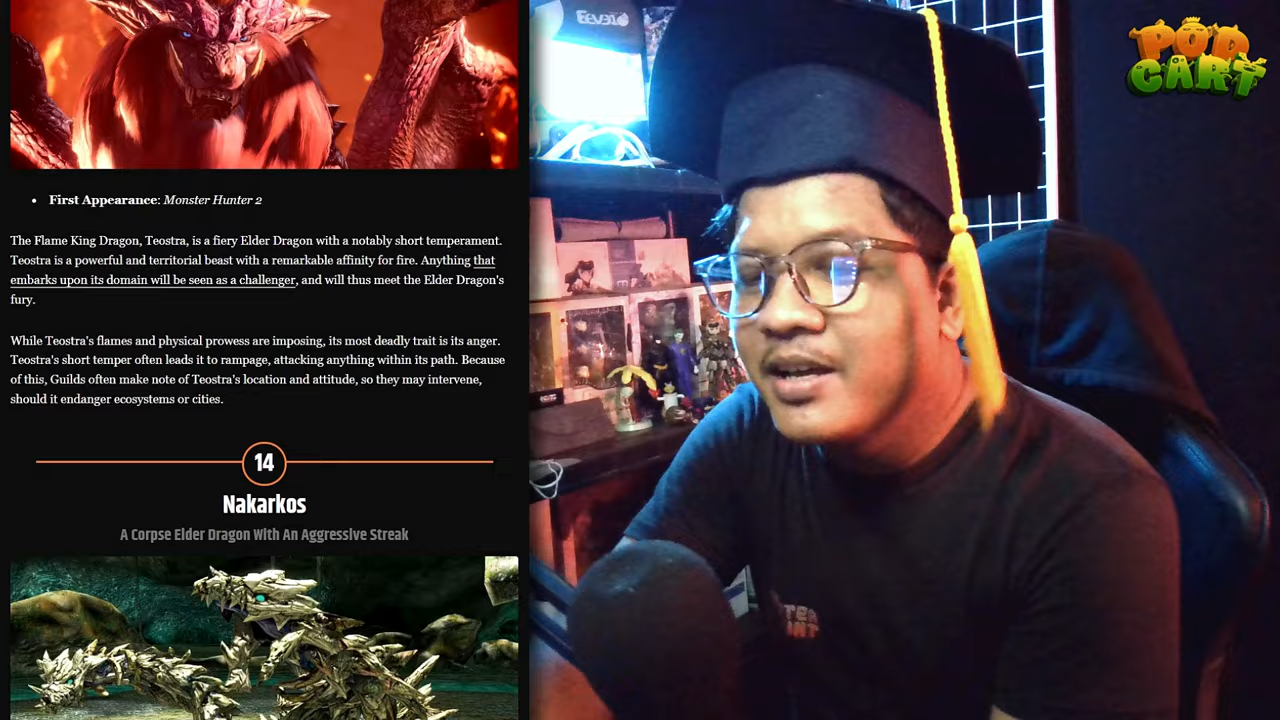 First Appearance: Monster Hunter 2
The Flame King Dragon, Teostra, is a fiery Elder Dragon with a notably short temperament.
Teostra is a powerful and territorial beast with a remarkable affinity for fire. Anything that
embarks upon its domain will be seen as a challenger, and will thus meet the Elder Dragon's
fury.
While Teostra's flames and physical prowess are imposing, its most deadly trait is its anger.
Teostra's short temper often leads it to rampage, attacking anything within its path. Because
of this, Guilds often make note of Teostra's location and attitude, so they may intervene,
should it endanger ecosystems or cities.
14
Nakarkos
A Corpse Elder Dragon With An Aggressive Streak
POD
CART